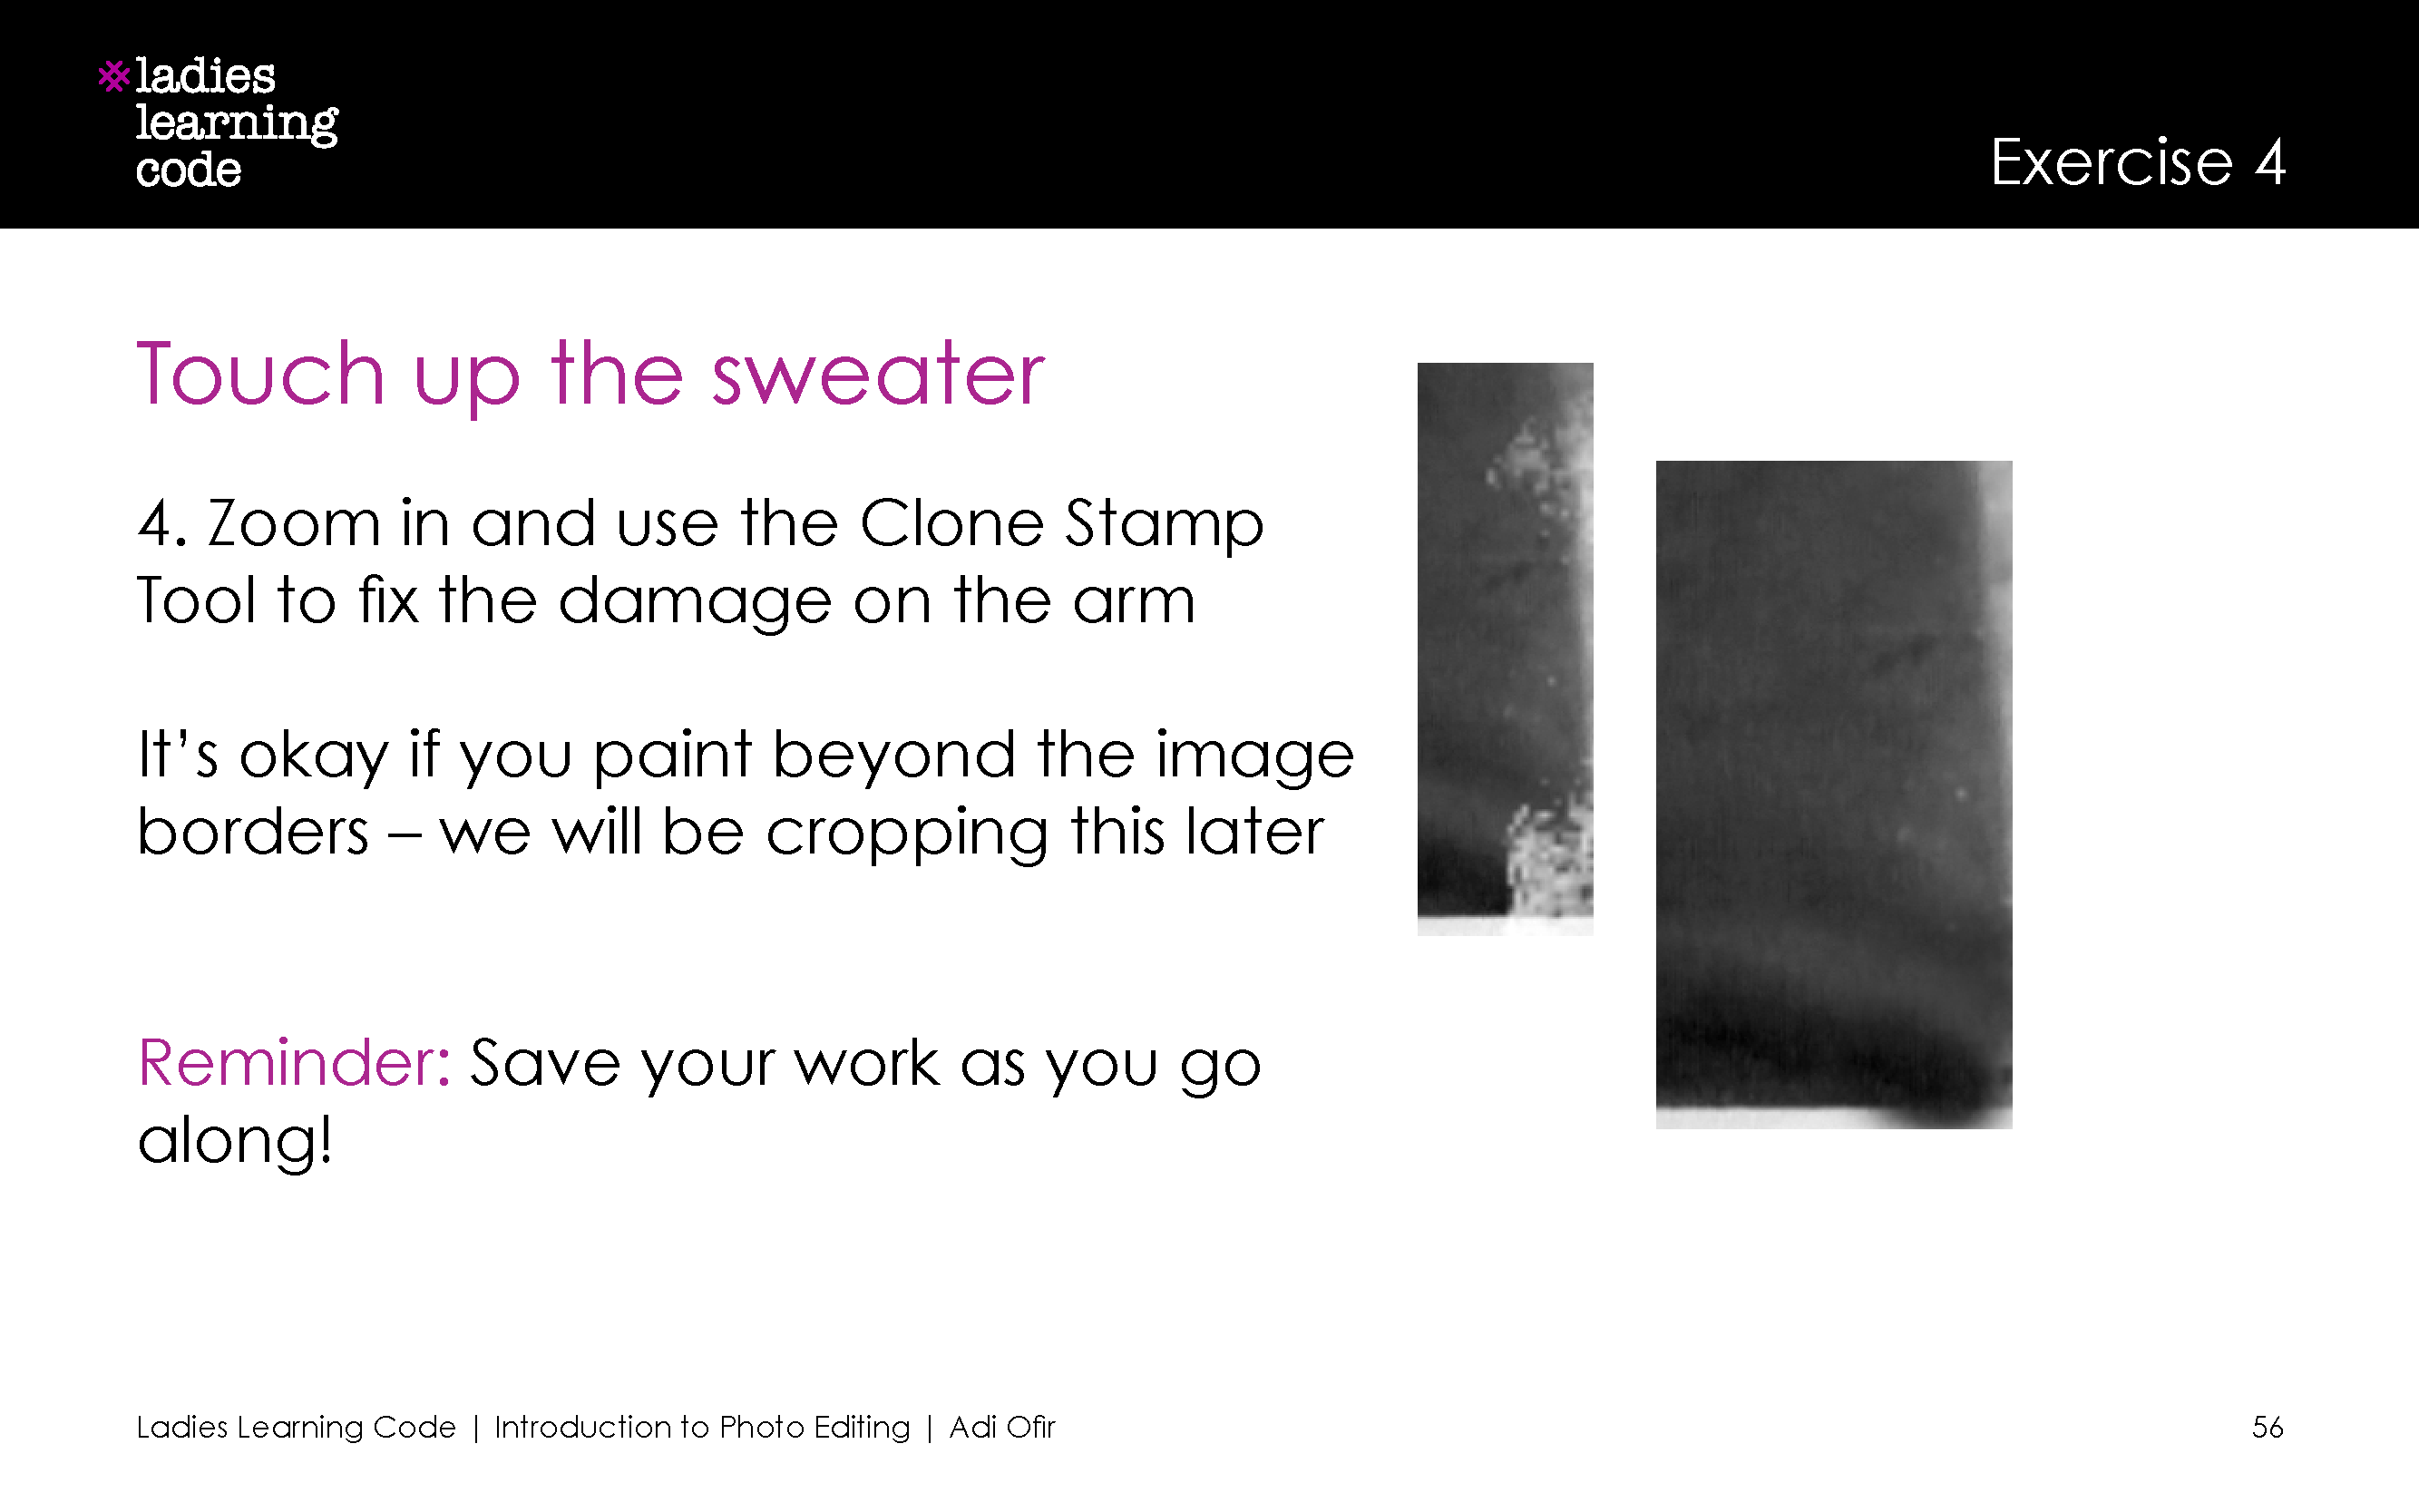 ladies
learning
code
Exercise 4
Touch up the sweater
4. Zoom in and use the Clone Stamp
Tool to fix the damage on the arm
It’s okay if you paint beyond the image
borders – we will be cropping this later
Reminder: Save your work as you go
along!
Ladies Learning Code | Introduction to Photo Editing | Adi Ofir
56